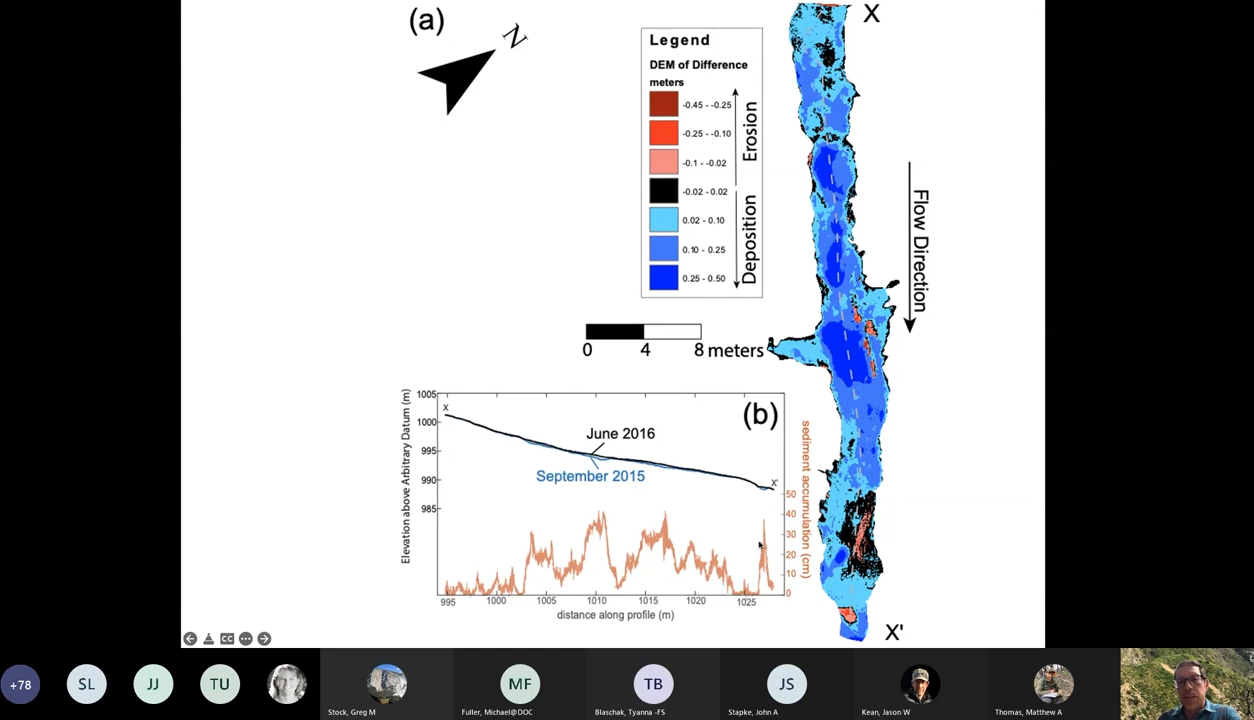 (a)
N
X
Legend
DEM of Difference
meters
-0.45 - -0.25
-0.25 - -0.10
-0.1 - -0.02
-0.02 - 0.02
0.02 - 0.10
0.10 - 0.25
0.25 - 0.50
Erosion
Deposition
Flow Direction
0 4 8 meters
(b)
Elevation above Arbitrary Datum (m)
1005
1000
995
990
985
X
June 2016
September 2015
X'
sediment accumulation (cm)
50
40
30
20
10
0
995 1000 1005 1010 1015 1020 1025
distance along profile (m)
X'
CC
+78
SL
JJ
TU
Stock, Greg M
MF
Fuller, Michael@DOC
TB
Blaschak, Tyanna -FS
JS
Stapke, John A
Kean, Jason W
Thomas, Matthew A